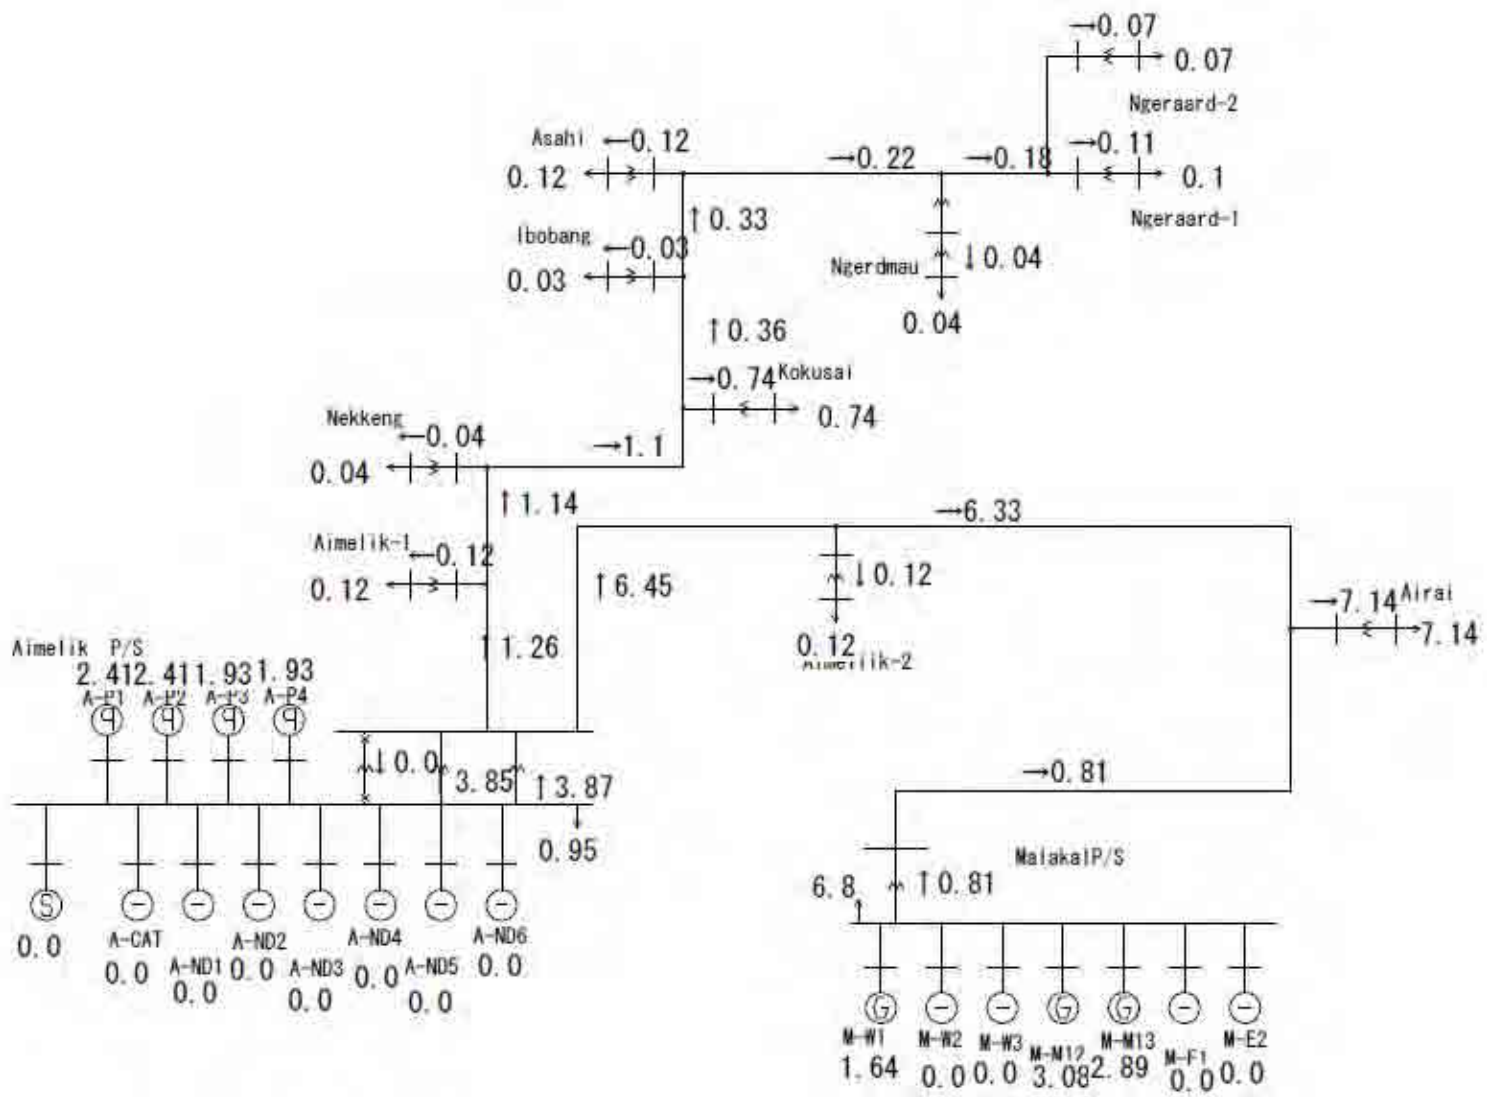 →0.07
0.07
Ngeraard-2
Asahi ←0.12
→0.22
→0.18
→0.11
0.12
0.1
Ngeraard-1
↑0.33
Ibobang
←0.03
0.03
Ngerdmau
↓0.04
0.04
↑0.36
→0.74
Kokusai
0.74
Nekkeng
←0.04
0.04
→1.1
↑1.14
→6.33
Aimelik-1
←0.12
0.12
↑6.45
↓0.12
0.12
→7.14
Airai
7.14
↑1.26
Aimelik P/S
2.41 2.41 1.93 1.93
A-P1 A-P2 A-P3 A-P4
↓0.0
3.85
↑3.87
0.95
→0.81
MalakalP/S
6.8
↑0.81
S
0.0
A-CAT
0.0
A-ND1
0.0
A-ND2
0.0
A-ND3
0.0
A-ND4
0.0
A-ND5
0.0
A-ND6
0.0
G
G
G
M-W1
1.64
M-W2
0.0
M-W3
0.0
M-M12
3.08
M-M13
2.89
0.0
M-E2
0.0